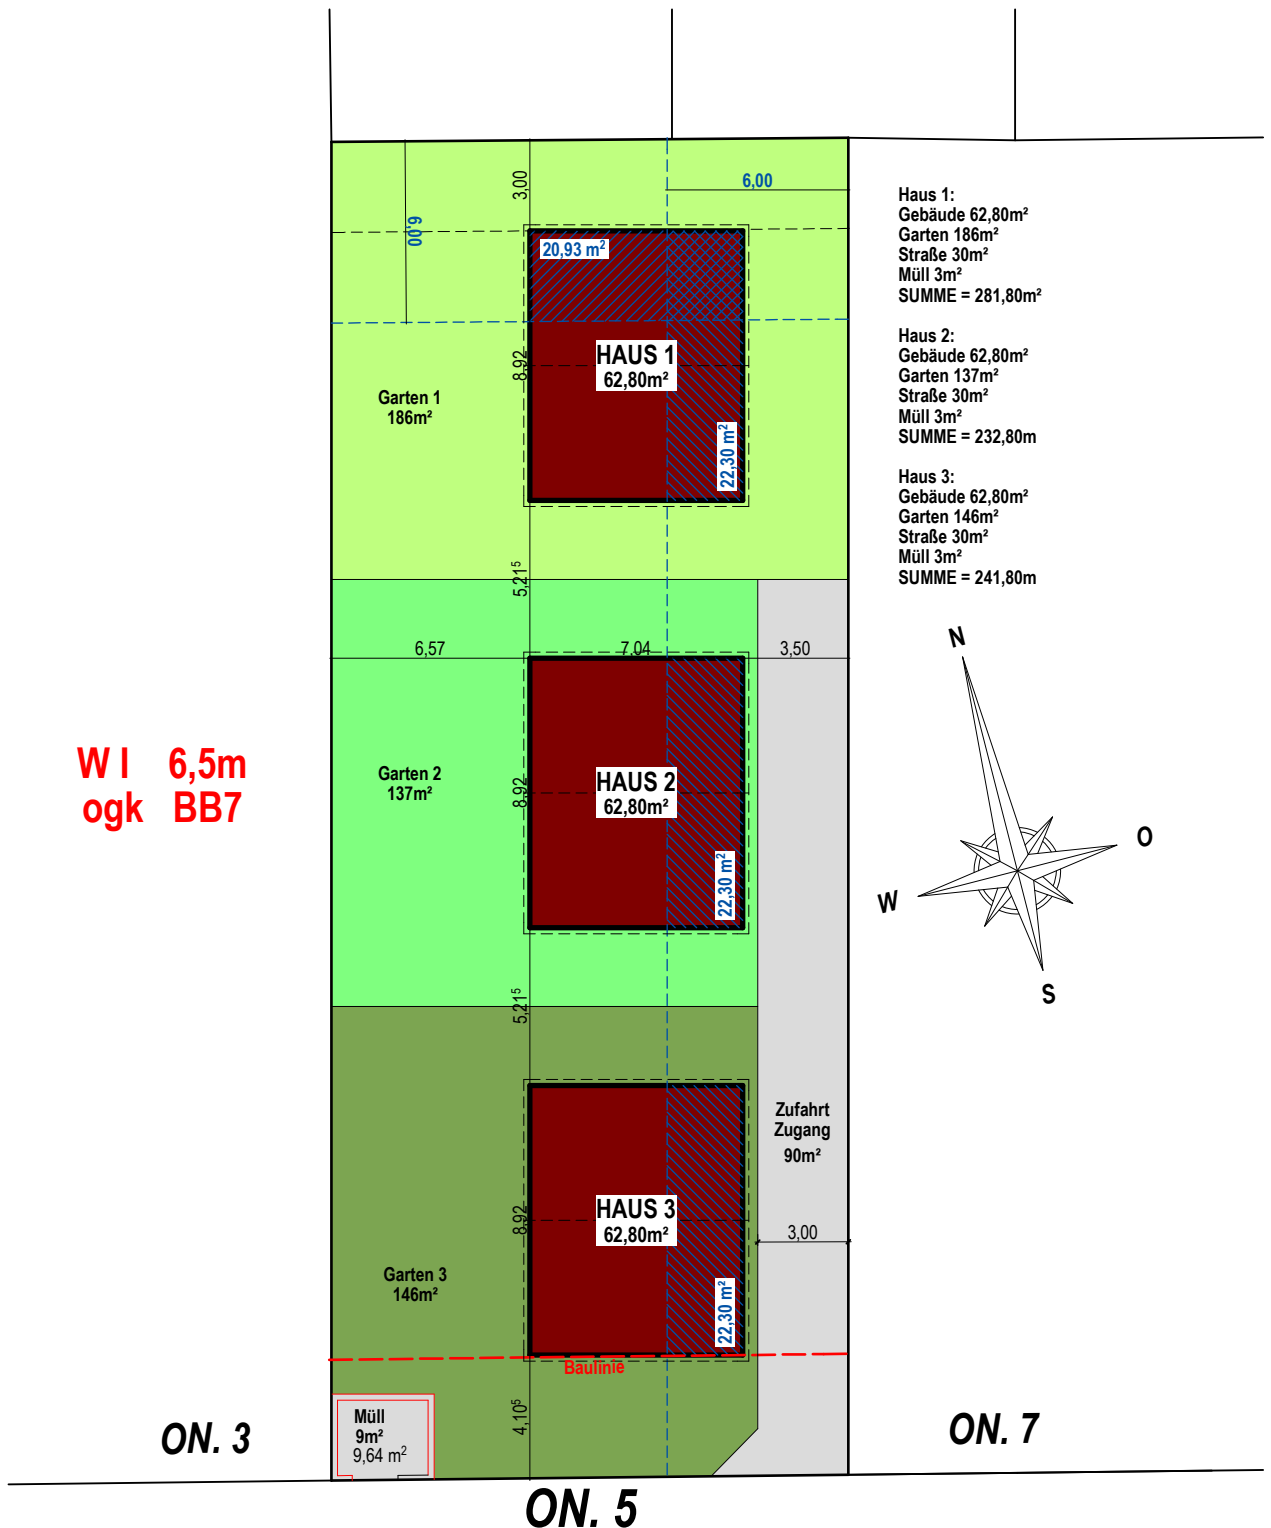 3,00
6,00
6,00
20,93 m²
HAUS 1
62,80m²
8,92
22,30 m²
Garten 1
186m²
Haus 1:
Gebäude 62,80m²
Garten 186m²
Straße 30m²
Müll 3m²
SUMME = 281,80m²
Haus 2:
Gebäude 62,80m²
Garten 137m²
Straße 30m²
Müll 3m²
SUMME = 232,80m
Haus 3:
Gebäude 62,80m²
Garten 146m²
Straße 30m²
Müll 3m²
SUMME = 241,80m
5,21⁵
6,57
7,04
3,50
N
O
W
S
W I 6,5m
ogk BB7
Garten 2
137m²
HAUS 2
62,80m²
8,92
22,30 m²
5,21⁵
Zufahrt
Zugang
90m²
3,00
HAUS 3
62,80m²
8,92
22,30 m²
Garten 3
146m²
Baulinie
4,10⁵
Müll
9m²
9,64 m²
ON. 3
ON. 7
ON. 5